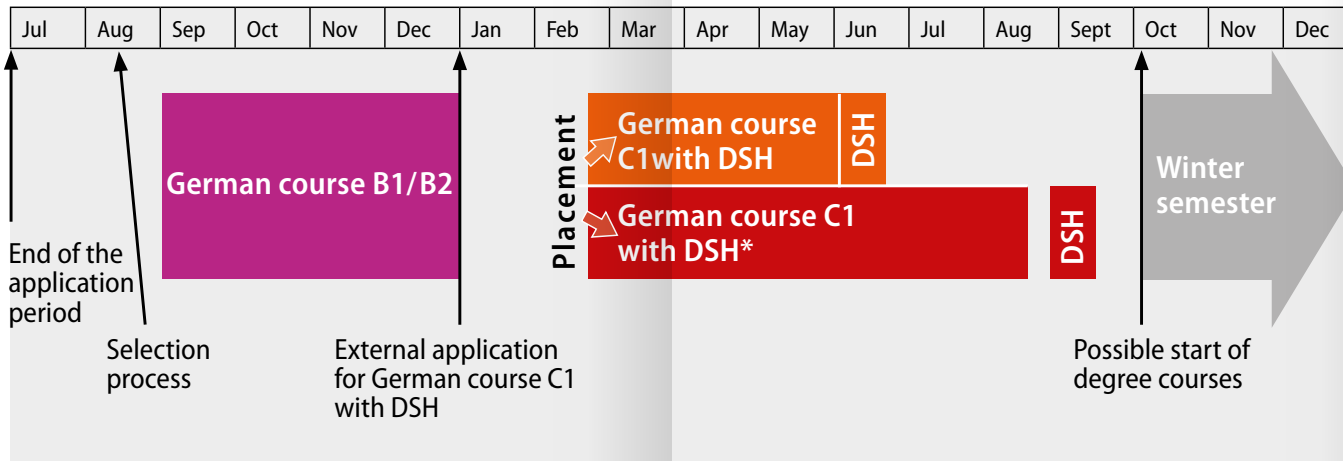 Jul Aug Sep Oct Nov Dec Jan Feb Mar Apr May Jun Jul Aug Sept Oct Nov Dec
German course B1/B2
Placement
German course
C1with DSH
DSH
German course C1
with DSH*
DSH
Winter
semester
End of the
application
period
Selection
process
External application
for German course C1
with DSH
Possible start of
degree courses